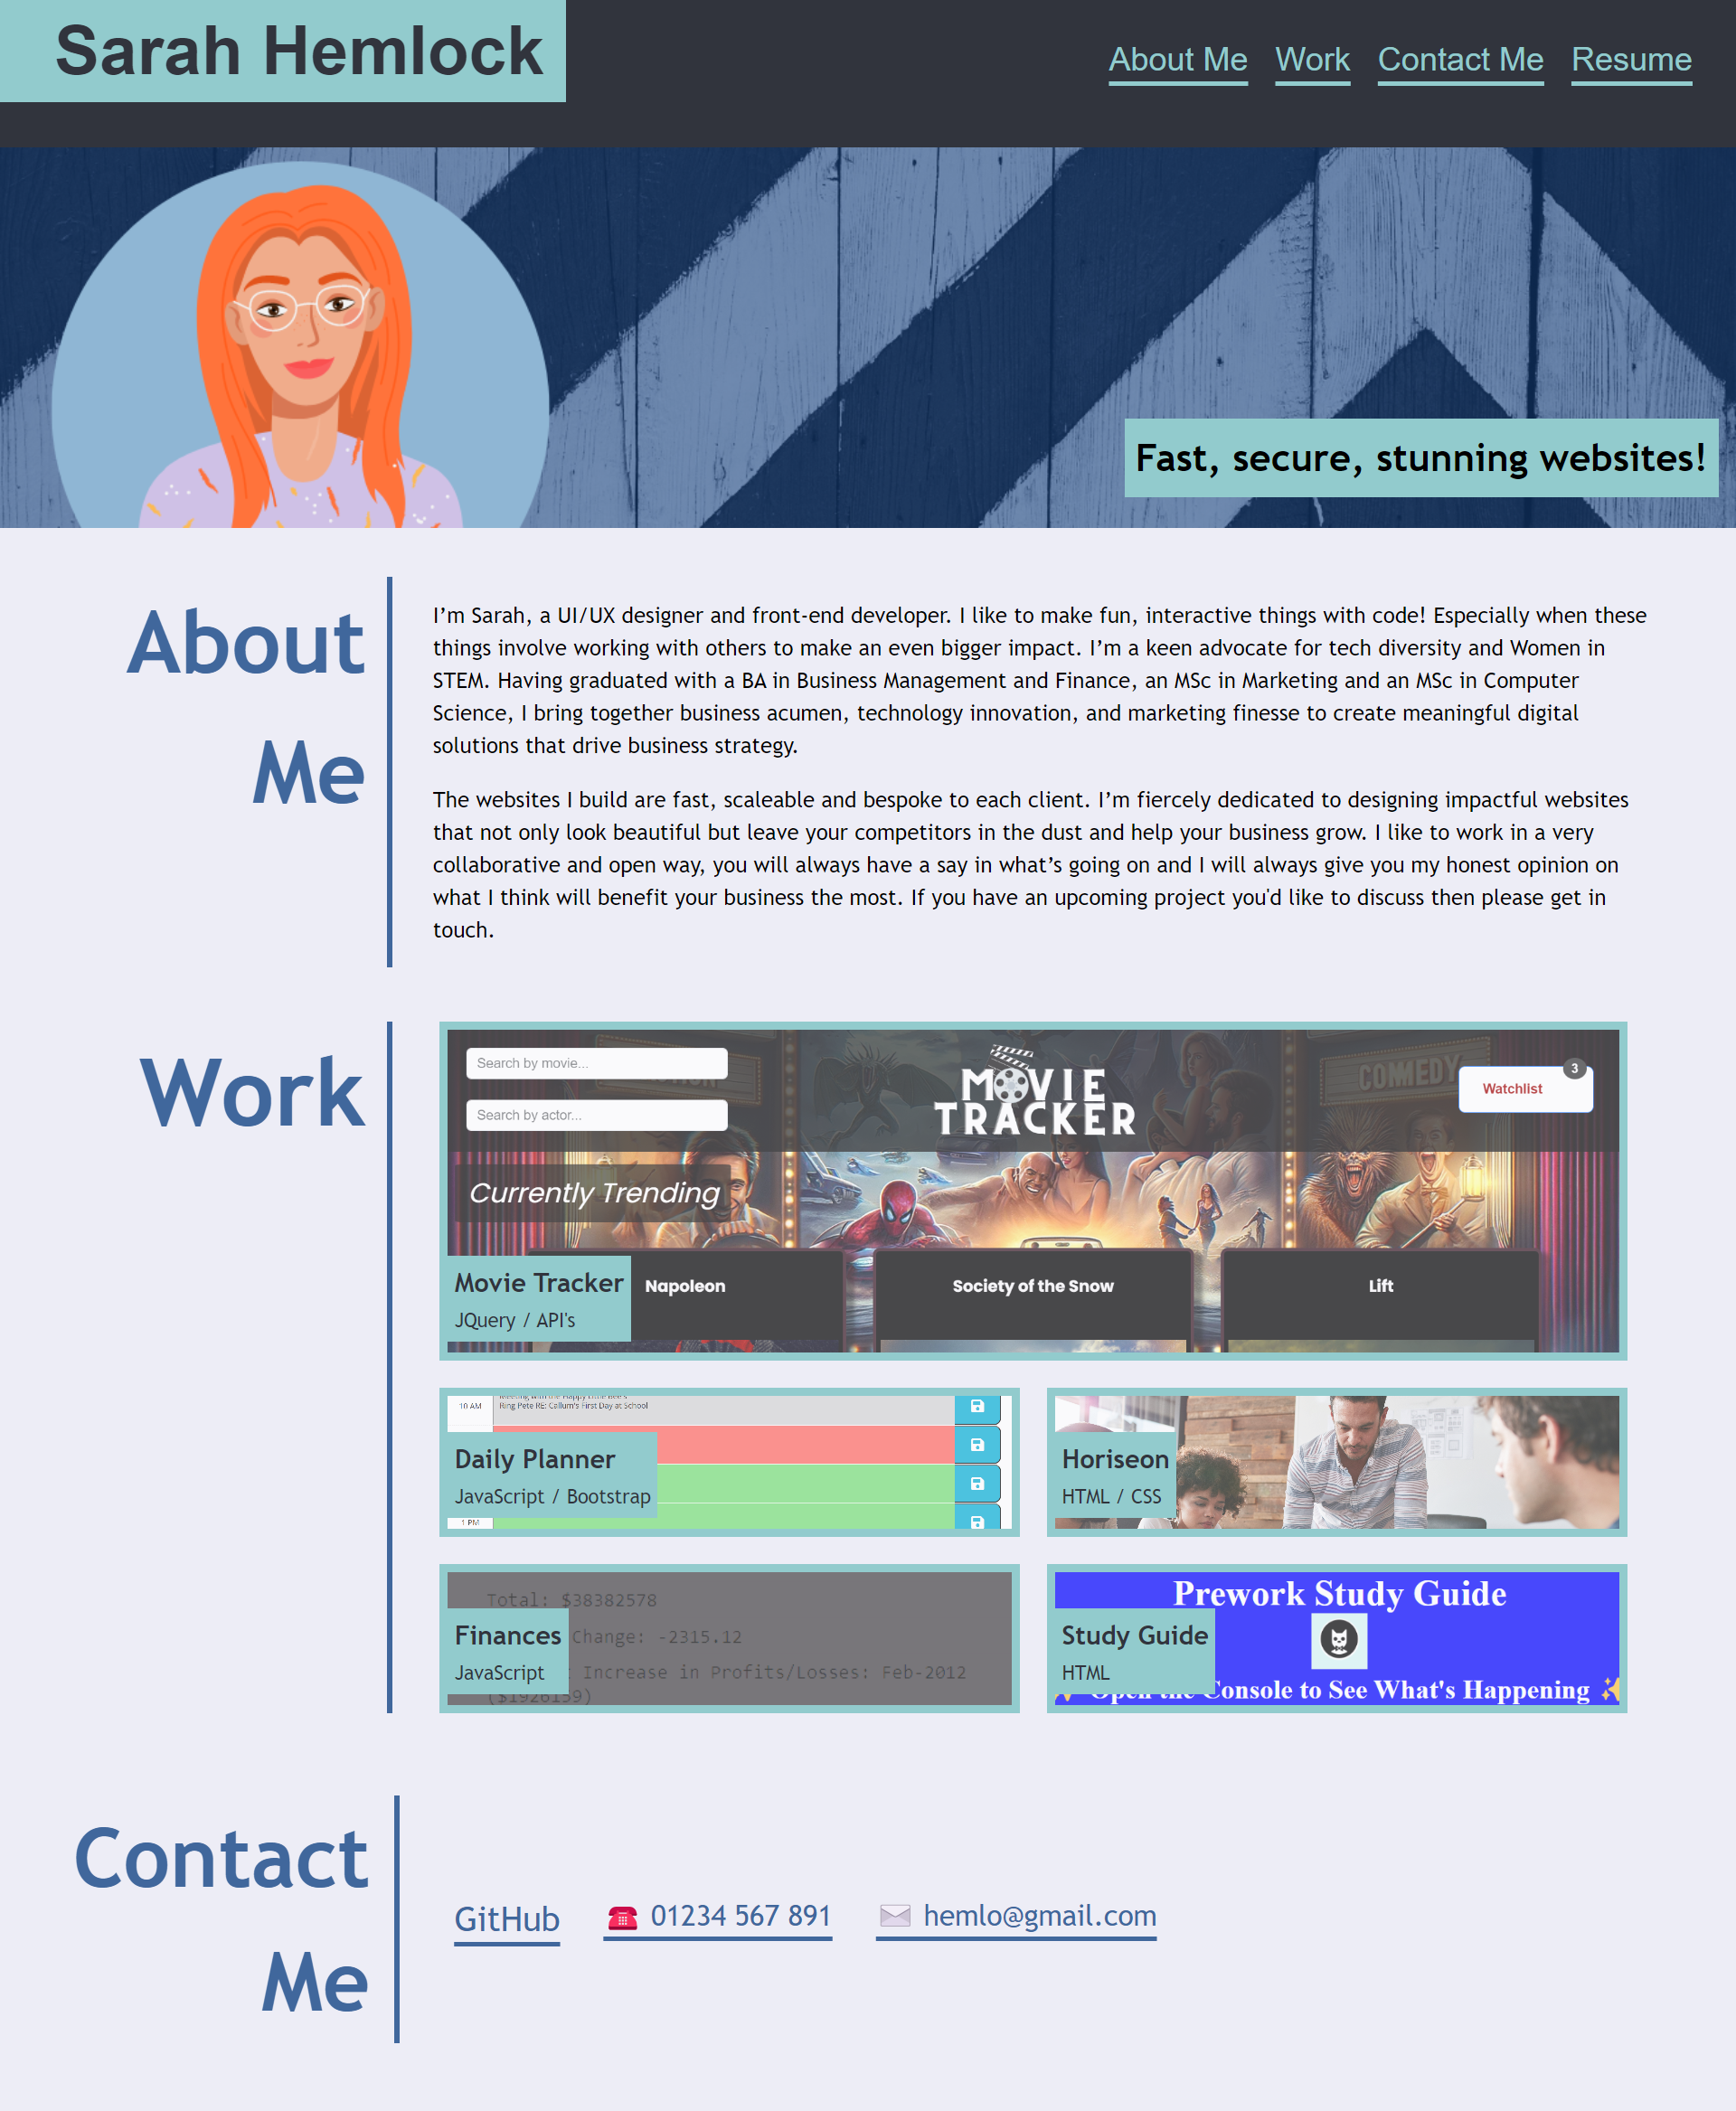 Sarah Hemlock
About Me Work Contact Me Resume
Fast, secure, stunning websites!
About
Me
I’m Sarah, a UI/UX designer and front-end developer. I like to make fun, interactive things with code! Especially when these
things involve working with others to make an even bigger impact. I’m a keen advocate for tech diversity and Women in
STEM. Having graduated with a BA in Business Management and Finance, an MSc in Marketing and an MSc in Computer
Science, I bring together business acumen, technology innovation, and marketing finesse to create meaningful digital
solutions that drive business strategy.
The websites I build are fast, scaleable and bespoke to each client. I’m fiercely dedicated to designing impactful websites
that not only look beautiful but leave your competitors in the dust and help your business grow. I like to work in a very
collaborative and open way, you will always have a say in what’s going on and I will always give you my honest opinion on
what I think will benefit your business the most. If you have an upcoming project you'd like to discuss then please get in
touch.
Work
Search by movie...
Search by actor...
MOVIE
TRACKER
COMEDY
Watchlist
3
Currently Trending
Movie Tracker
JQuery / API's
Napoleon
Society of the Snow
Lift
10 AM
Meeting with the Happy Little Bee's
Ring Pete RE: Callum's First Day at School
Daily Planner
JavaScript / Bootstrap
1 PM
Horiseon
HTML / CSS
Total: $38382578
Finances
Change: -2315.12
JavaScript
Increase in Profits/Losses: Feb-2012
($1926159)
Prework Study Guide
Study Guide
HTML
Open the Console to See What's Happening
Contact
Me
GitHub
01234 567 891
hemlo@gmail.com